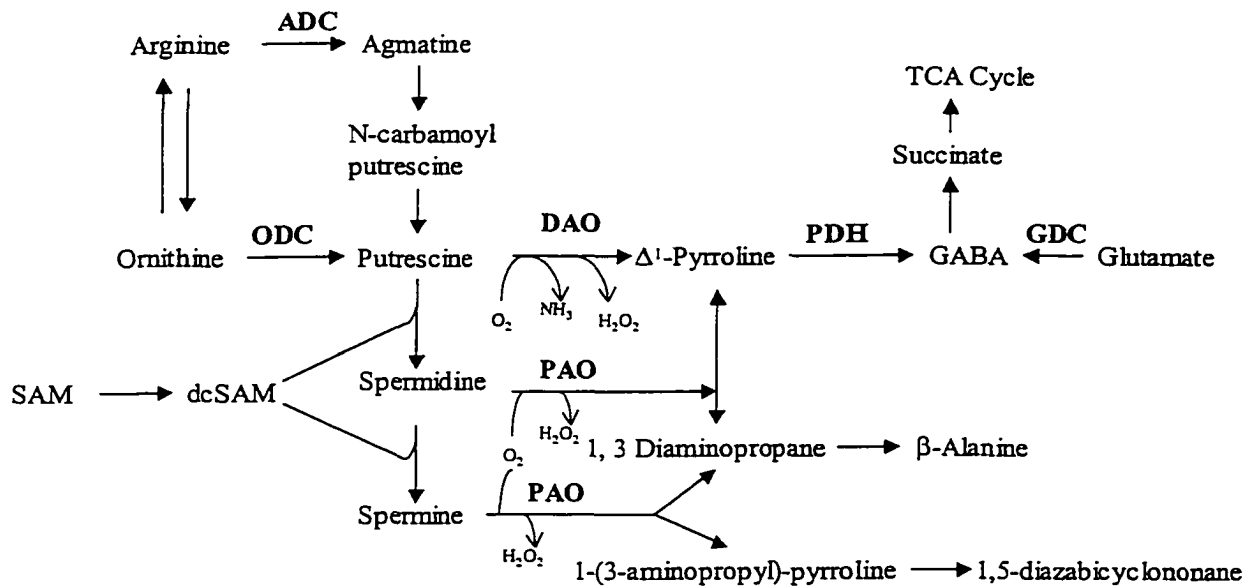 ADC
Arginine Agmatine
TCA Cycle
N-carbamoyl
putrescine
Succinate
ODC DAO PDH GDC
Ornithine Putrescine Δ¹-Pyrroline GABA Glutamate
O₂ NH₃ H₂O₂
PAO
SAM dcSAM Spermidine
H₂O₂
O₂ 1, 3 Diaminopropane β-Alanine
PAO
Spermine
H₂O₂
1-(3-aminopropyl)-pyrroline 1,5-diazabicyclononane